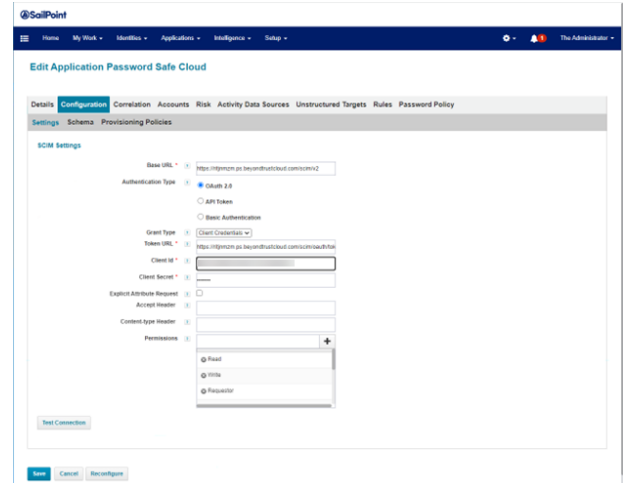 SailPoint
Home My Work Identities Applications Intelligence Setup The Administrator
Edit Application Password Safe Cloud
Details Configuration Correlation Accounts Risk Activity Data Sources Unstructured Targets Rules Password Policy
Settings Schema Provisioning Policies
SCIM Settings
Base URL *
Authentication Type
OAuth 2.0
API Token
Basic Authentication
Grant Type Client Credentials
Token URL *
Client Id *
Client Secret *
Explicit Attribute Request
Accept Header
Content-type Header
Permissions +
Read
Write
Requestor
Test Connection
Save Cancel Reconfigure